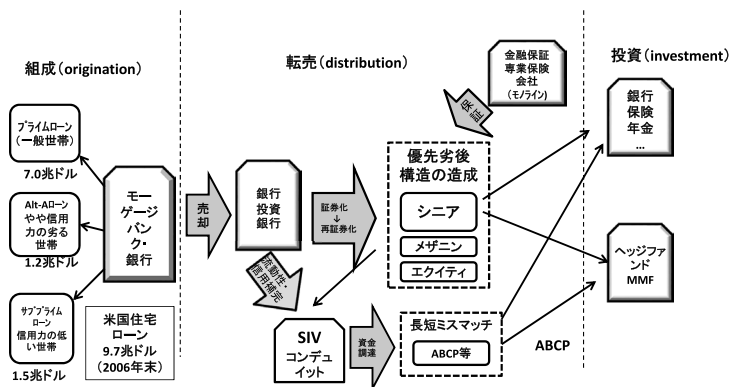 組成（origination）
転売（distribution）
投資（investment）
ﾌﾟﾗｲﾑﾛｰﾝ
（一般世帯）
7.0兆ドル
Alt-Aﾛｰﾝ
やや信用
力の劣る
世帯
1.2兆ドル
ｻﾌﾞﾌﾟﾗｲﾑ
ﾛｰﾝ
信用力の低
い世帯
1.5兆ドル
モー
ゲージ
バン
ク・
銀行
米国住宅
ローン
9.7兆ドル
（2006年末）
売
却
銀行
投資
銀行
証券化
↓
再証券化
流動性・
信用補完
金融保証
専業保険
会社
（ﾓﾉﾗｲﾝ）
保
証
優先劣後
構造の造成
シニア
メザニン
エクイティ
SIV
コンデュ
イット
資金
調達
長短ミスマッチ
ABCP等
ABCP
銀行
保険
年金
…
ヘッジファ
ンド
MMF